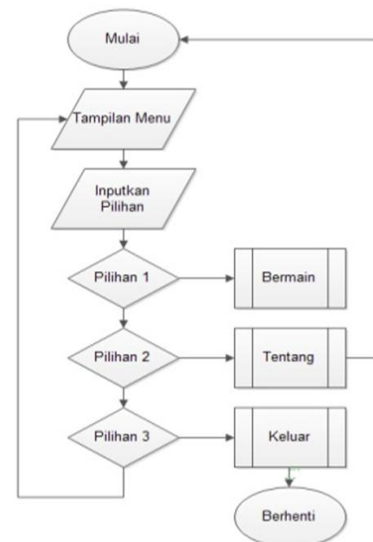 Mulai
Tampilan Menu
Inputkan
Pilihan
Pilihan 1
Bermain
Pilihan 2
Tentang
Pilihan 3
Keluar
Berhenti